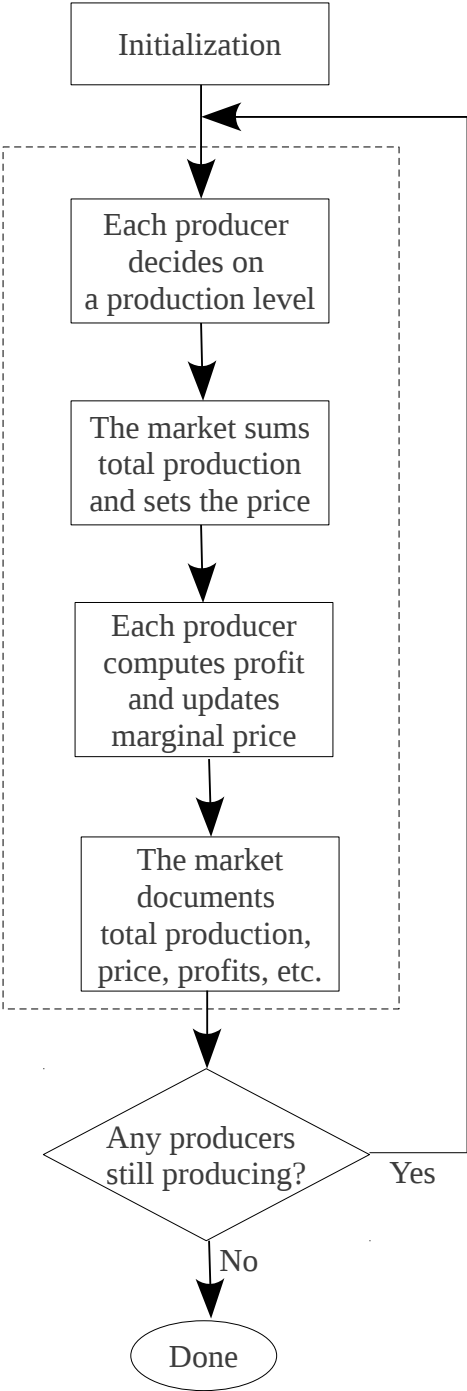 Initialization
Each producer
decides on
a production level
The market sums
total production
and sets the price
Each producer
computes profit
and updates
marginal price
The market
documents
total production,
price, profits, etc.
Any producers
still producing?
Yes
No
Done